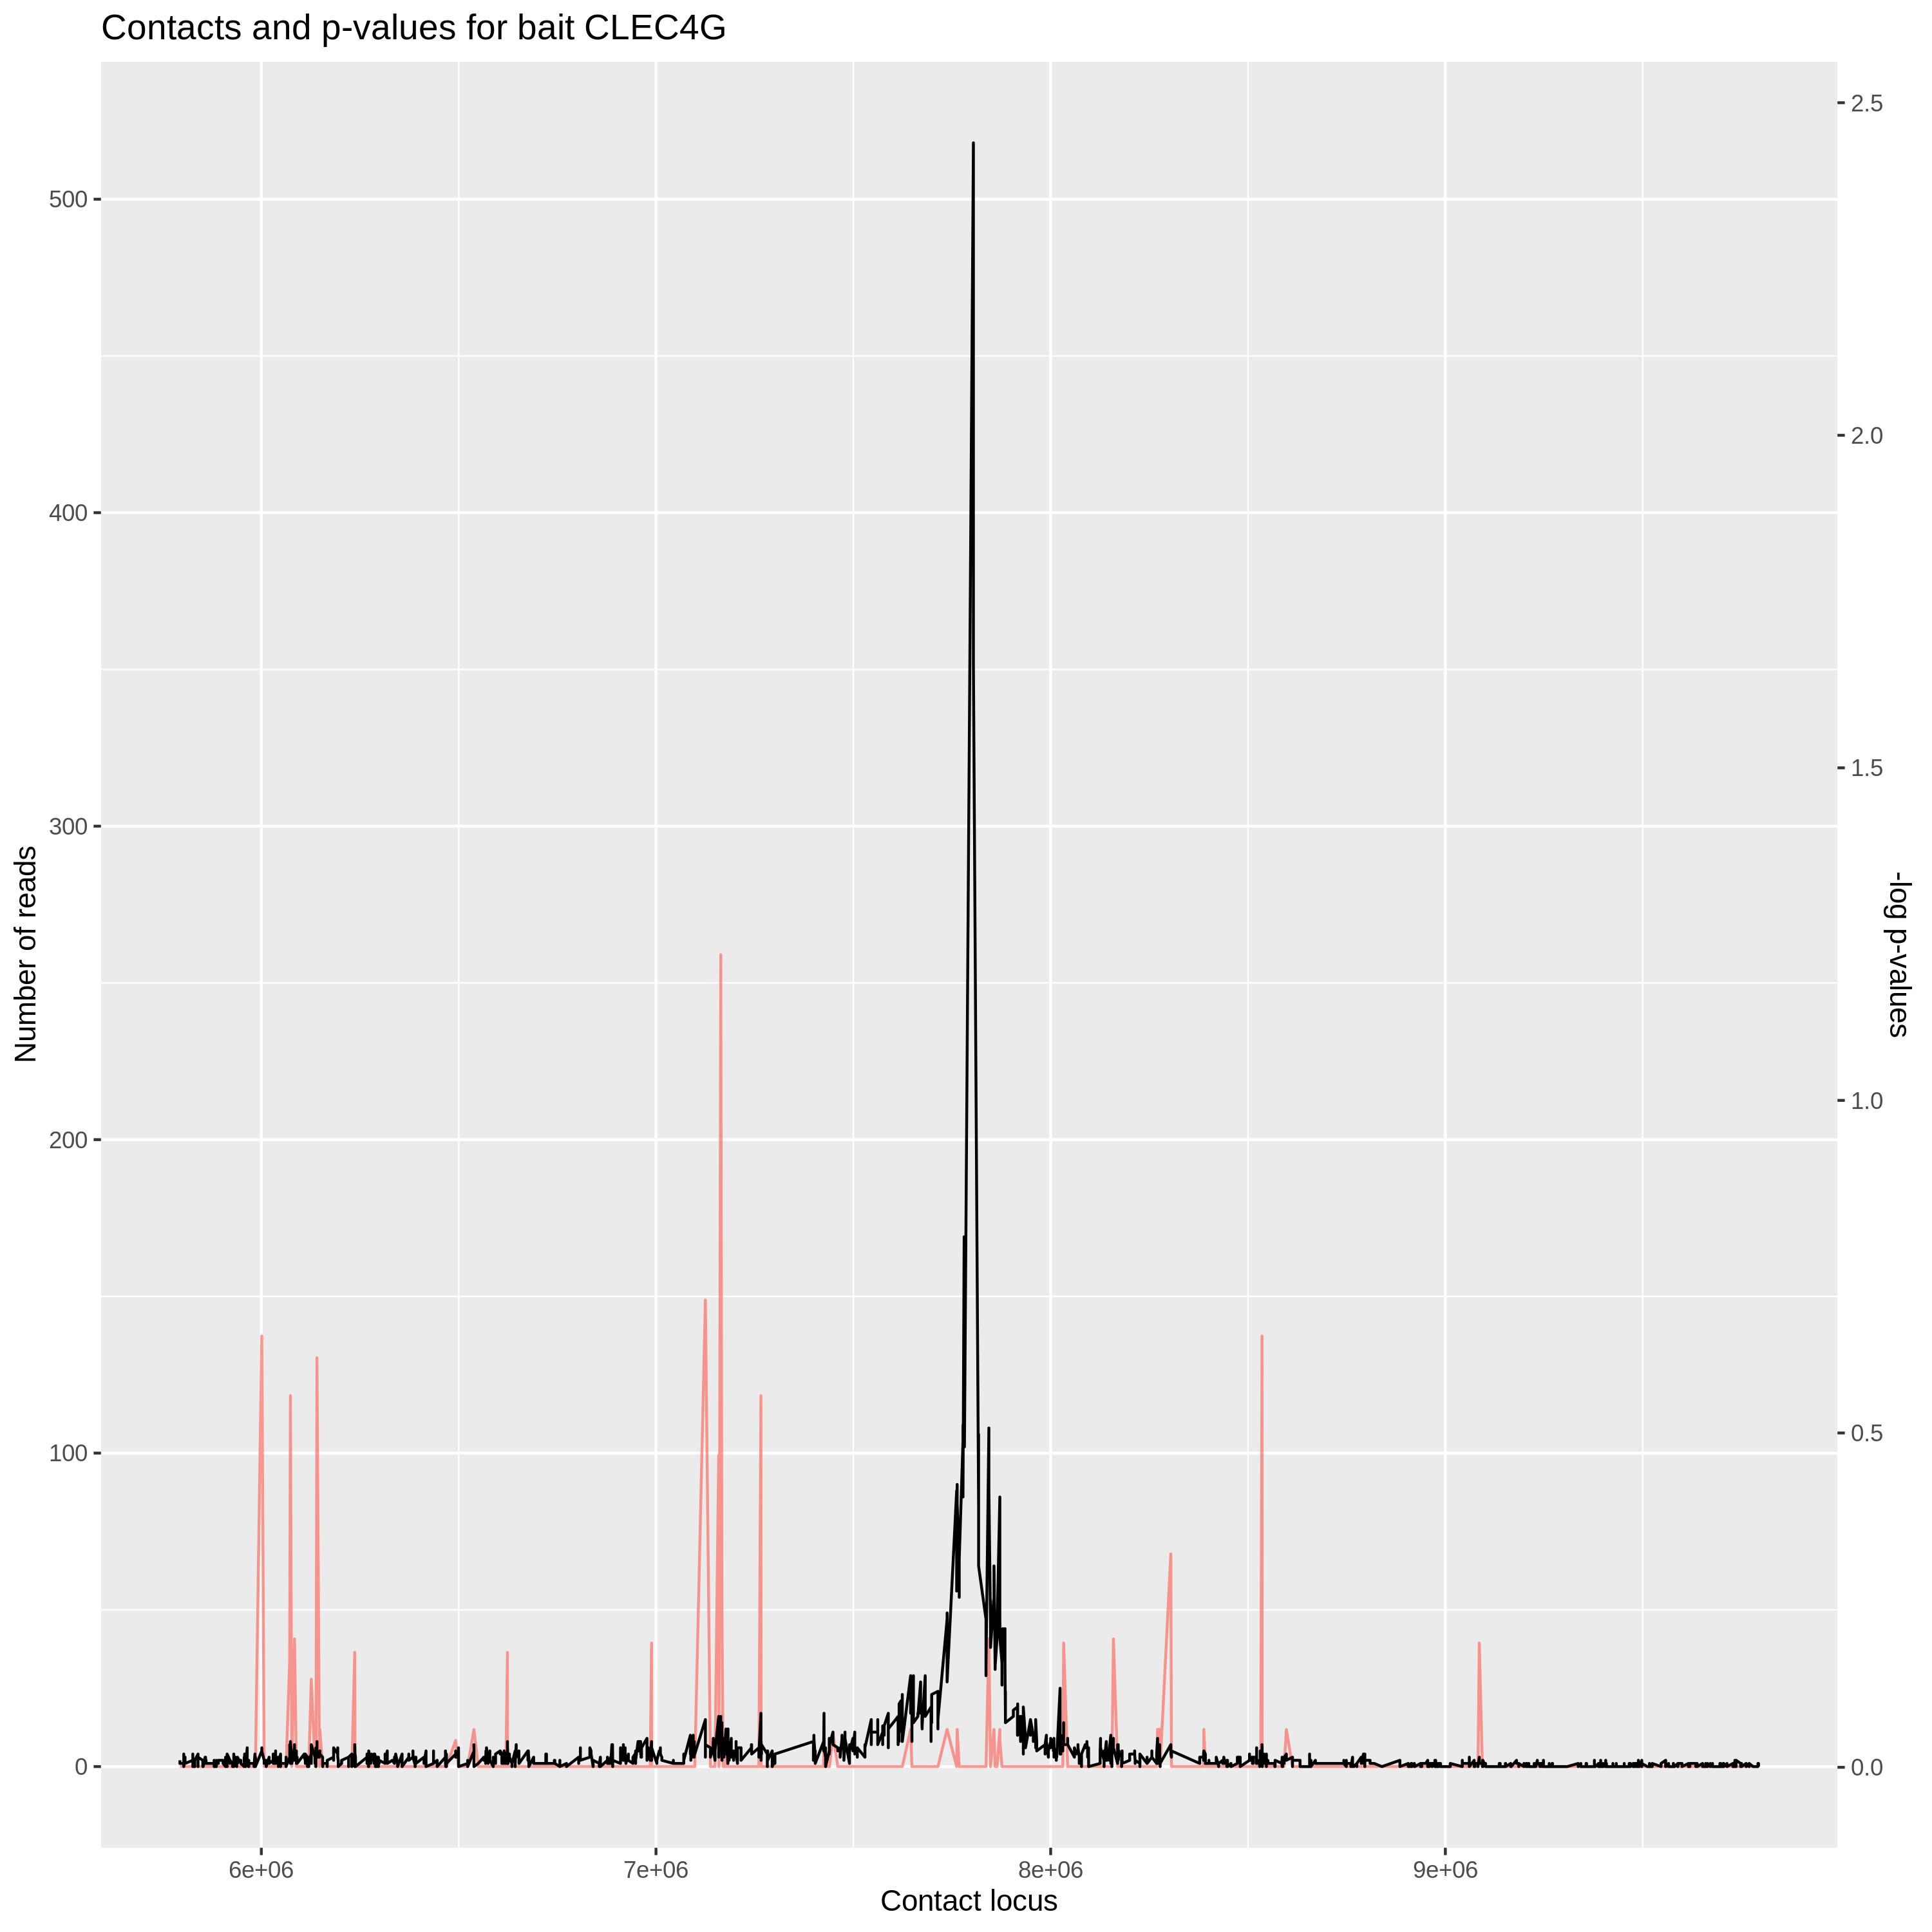 Contacts and p-values for bait CLEC4G
Number of reads
500
400
300
200
100
0
2.5
2.0
1.5
1.0
0.5
0.0
-log p-values
6e+06 7e+06 8e+06 9e+06
Contact locus